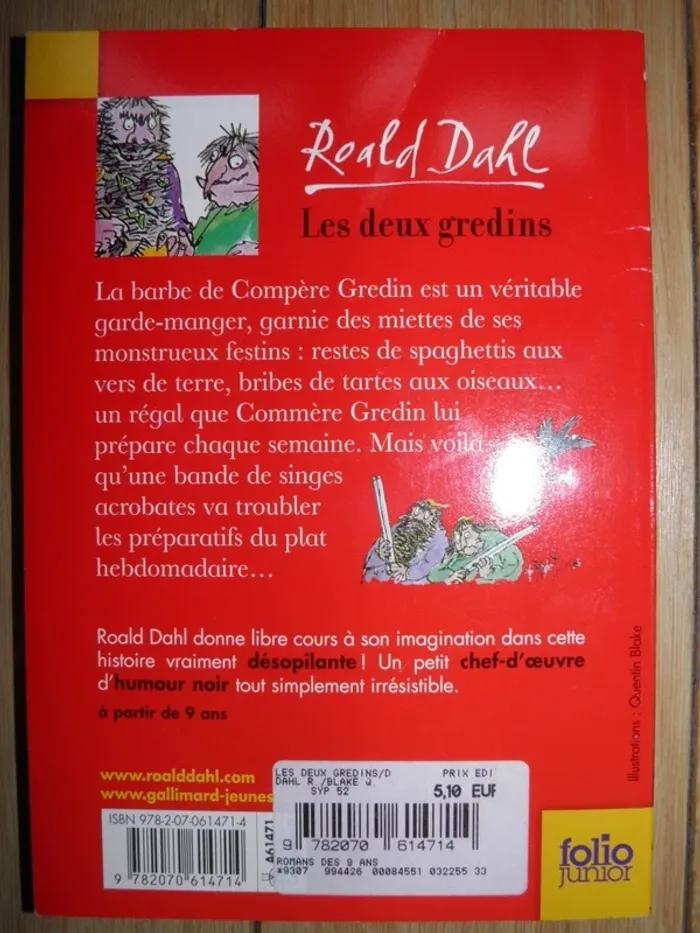 Roald Dahl
Les deux gredins
La barbe de Compère Gredin est un véritable
garde-manger, garnie des miettes de ses
monstrueux festins : restes de spaghettis aux
vers de terre, bribes de tartes aux oiseaux...
un régal que Commère Gredin lui
prépare chaque semaine. Mais voilà
qu'une bande de singes
acrobates va troubler
les préparatifs du plat
hebdomadaire...
Roald Dahl donne libre cours à son imagination dans cette
histoire vraiment désopilante ! Un petit chef-d'œuvre
d'humour noir tout simplement irrésistible.
à partir de 9 ans
Illustrations : Quentin Blake
www.roalddahl.com
www.gallimard-jeunes
ISBN 978-2-07-061471-4
9 782070 614714
A61471
LES DEUX GREDINS/D PRIX EDI
DAHL R./BLAKE Q.
SYP 52 5,10 EUR
9 782070 614714
ROMANS DES 9 ANS
*9307 994426 00084551 032255 33
folio
junior